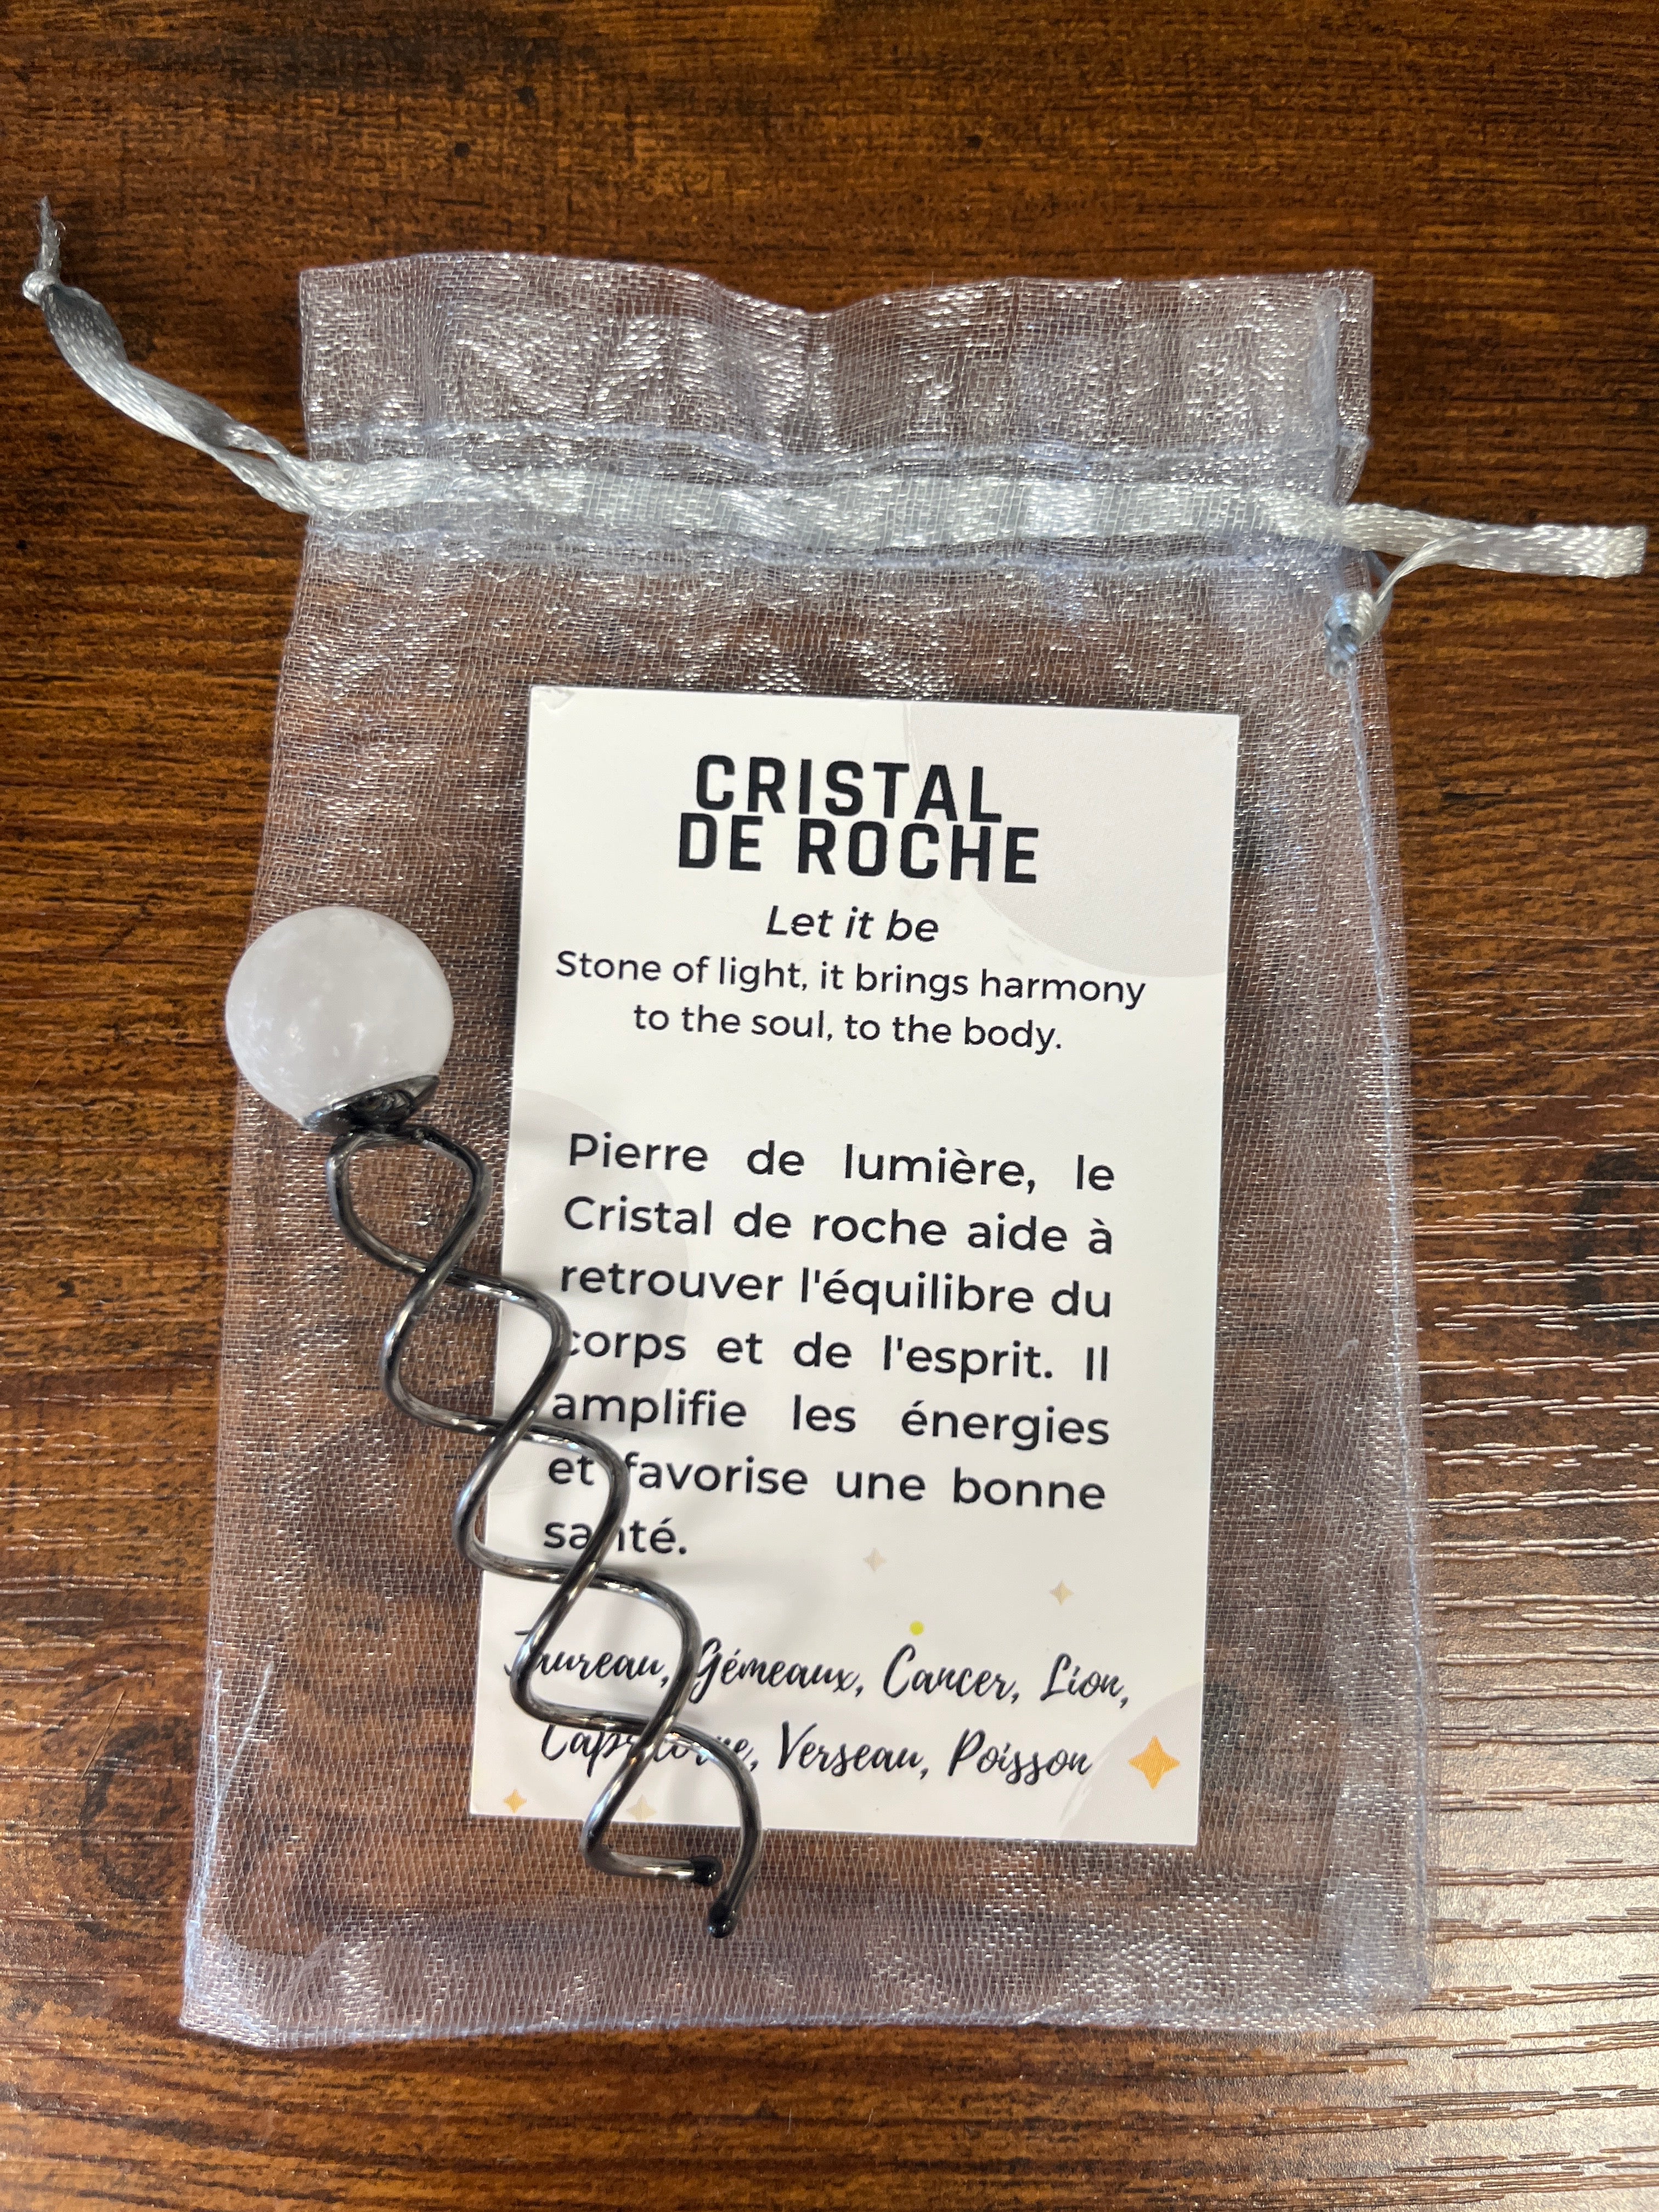 CRISTAL
DE ROCHE
Let it be
Stone of light, it brings harmony
to the soul, to the body.
Pierre de lumière, le
Cristal de roche aide à
retrouver l'équilibre du
corps et de l'esprit. Il
amplifie les énergies
et favorise une bonne
santé.
Taureau, Gémeaux, Cancer, Lion,
Capricorne, Verseau, Poisson